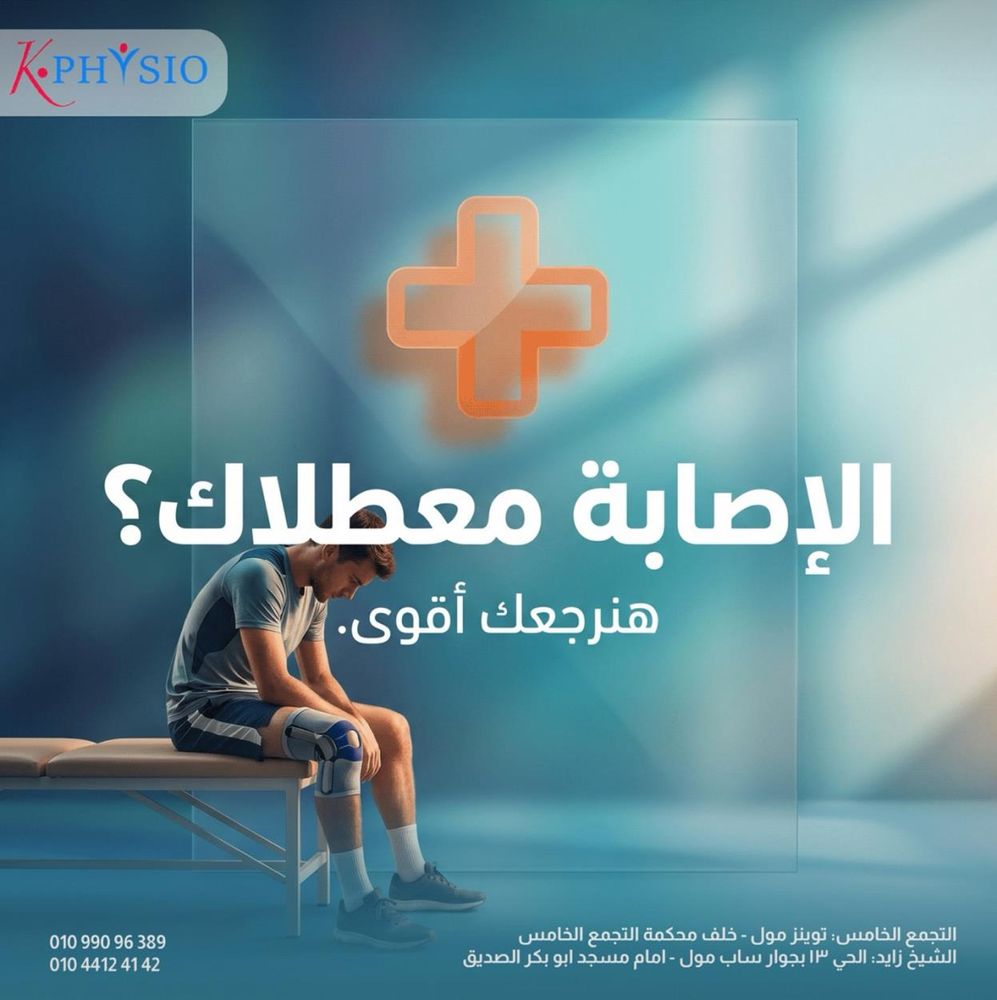 K·PHYSIO
الإصابة معطلاك؟
هنرجعك أقوى.
التجمع الخامس: توينز مول - خلف محكمة التجمع الخامس
الشيخ زايد: الحي ١٣ بجوار ساب مول - امام مسجد ابو بكر الصديق
010 990 96 389
010 4412 41 42